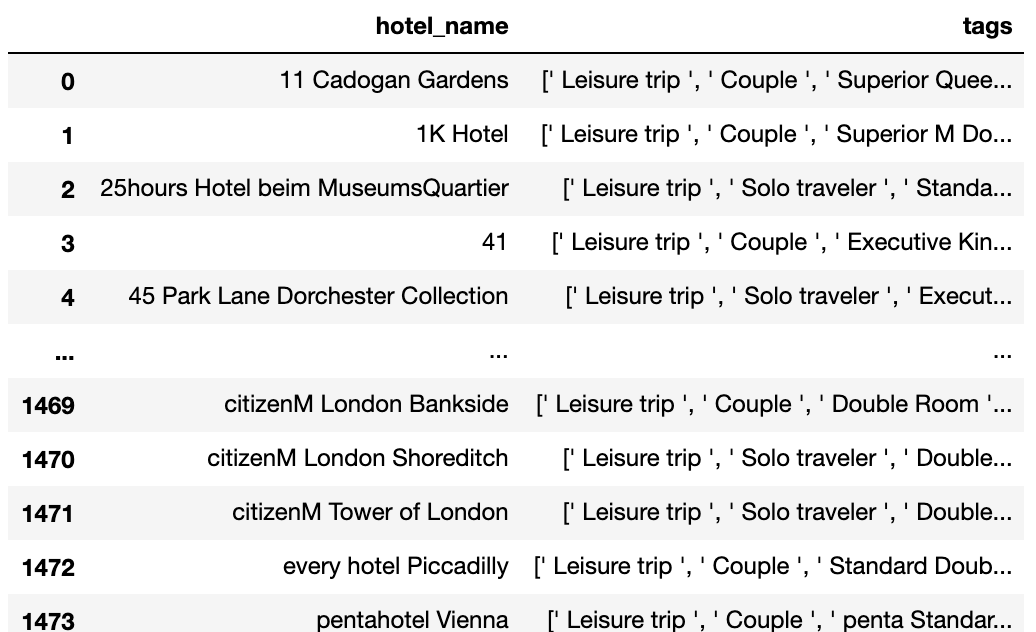 hotel_name tags
0 11 Cadogan Gardens [' Leisure trip ', ' Couple ', ' Superior Quee...
1 1K Hotel [' Leisure trip ', ' Couple ', ' Superior M Do...
2 25hours Hotel beim MuseumsQuartier [' Leisure trip ', ' Solo traveler ', ' Standa...
3 41 [' Leisure trip ', ' Couple ', ' Executive Kin...
4 45 Park Lane Dorchester Collection [' Leisure trip ', ' Solo traveler ', ' Execut...
... ... ...
1469 citizenM London Bankside [' Leisure trip ', ' Couple ', ' Double Room '...
1470 citizenM London Shoreditch [' Leisure trip ', ' Solo traveler ', ' Double...
1471 citizenM Tower of London [' Leisure trip ', ' Solo traveler ', ' Double...
1472 every hotel Piccadilly [' Leisure trip ', ' Couple ', ' Standard Doub...
1473 pentahotel Vienna [' Leisure trip ', ' Couple ', ' penta Standar...